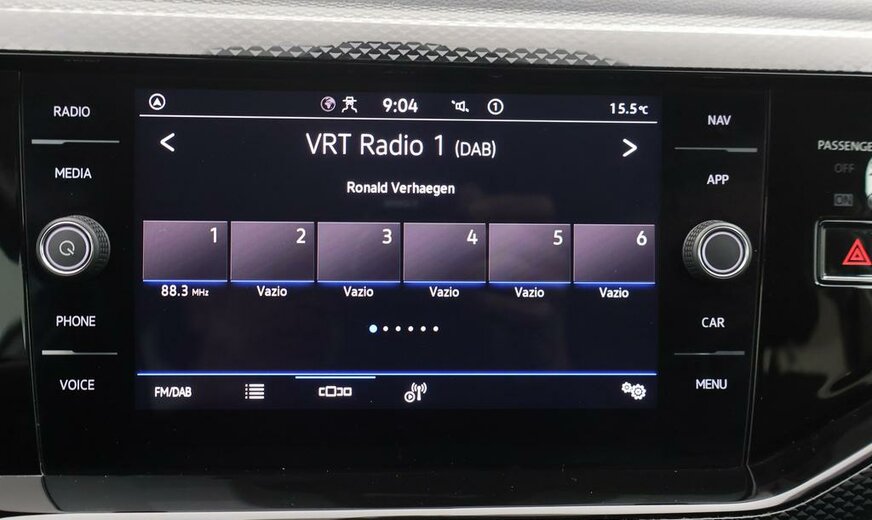 RADIO
MEDIA
PHONE
VOICE
9:04
1
15.5°C
VRT Radio 1 (DAB)
Ronald Verhaegen
1 2 3 4 5 6
88.3 MHz Vazio Vazio Vazio Vazio Vazio
FM/DAB
NAV
APP
CAR
MENU
PASSENGE
OFF
ON